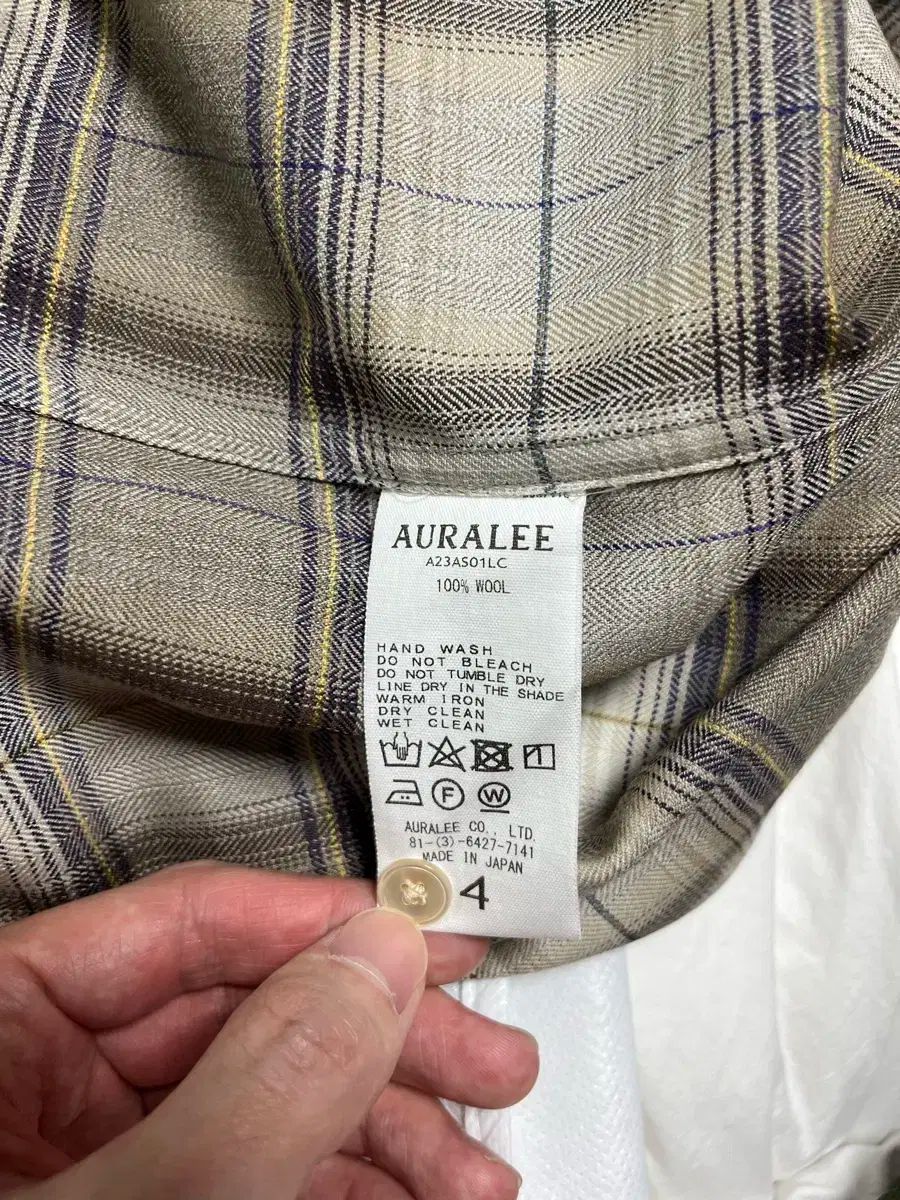 AURALEE
A23AS01LC
100% WOOL
HAND WASH
DO NOT BLEACH
DO NOT TUMBLE DRY
LINE DRY IN THE SHADE
WARM IRON
DRY CLEAN
WET CLEAN
F W
AURALEE CO., LTD.
81-(3)-6427-7141
MADE IN JAPAN
4